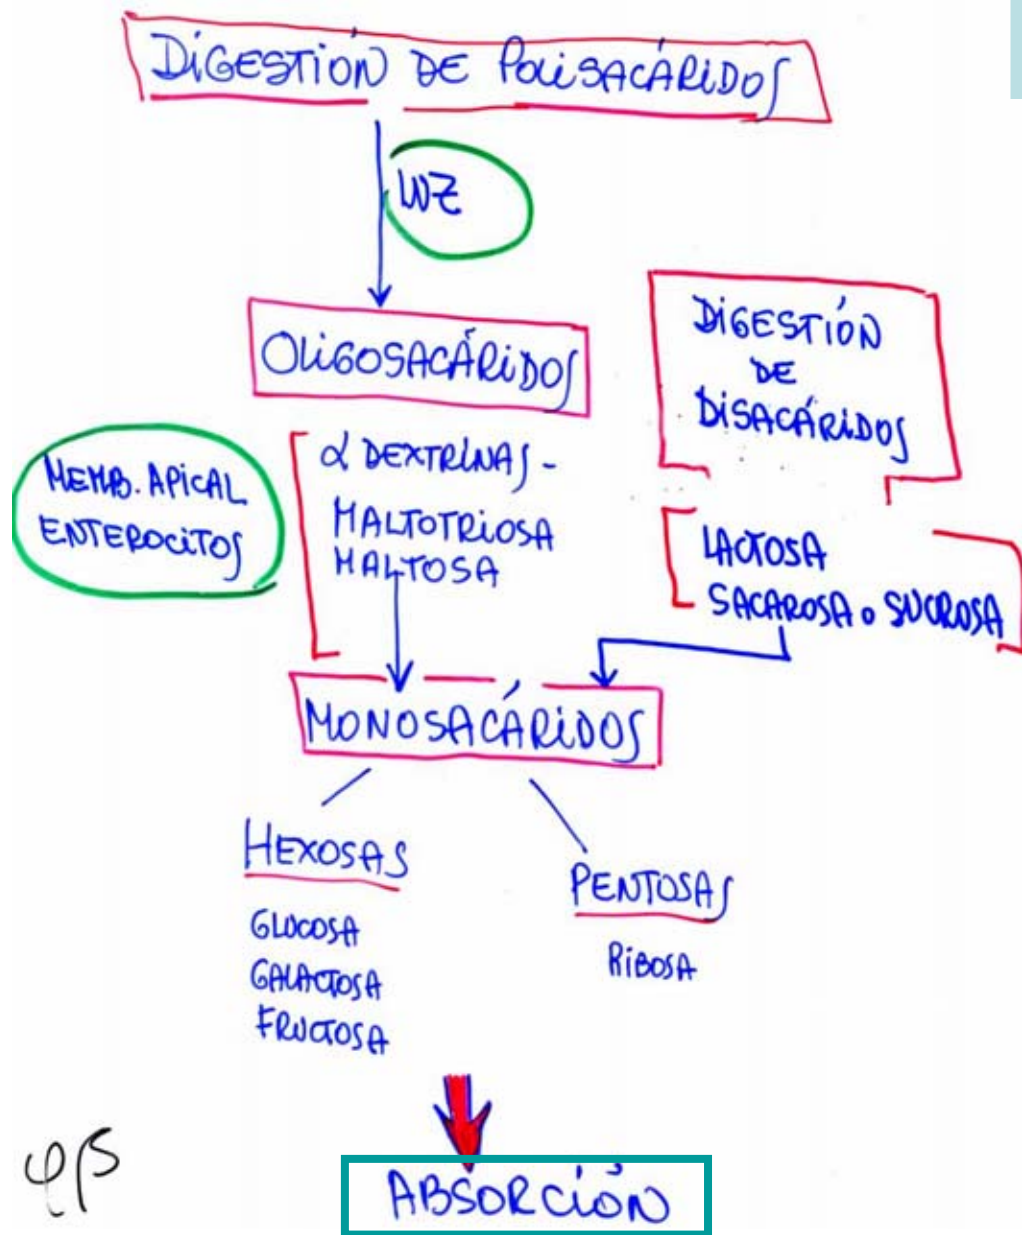 DIGESTIÓN DE POLISACÁRIDOS
LUZ
OLIGOSACÁRIDOS
DIGESTIÓN
DE
DISACÁRIDOS
MEMB. APICAL
ENTEROCITOS
α DEXTRINAS -
MALTOTRIOSA
MALTOSA
LACTOSA
SACAROSA o SUCROSA
MONOSACÁRIDOS
HEXOSAS
GLUCOSA
GALACTOSA
FRUCTOSA
PENTOSAS
RIBOSA
ABSORCIÓN